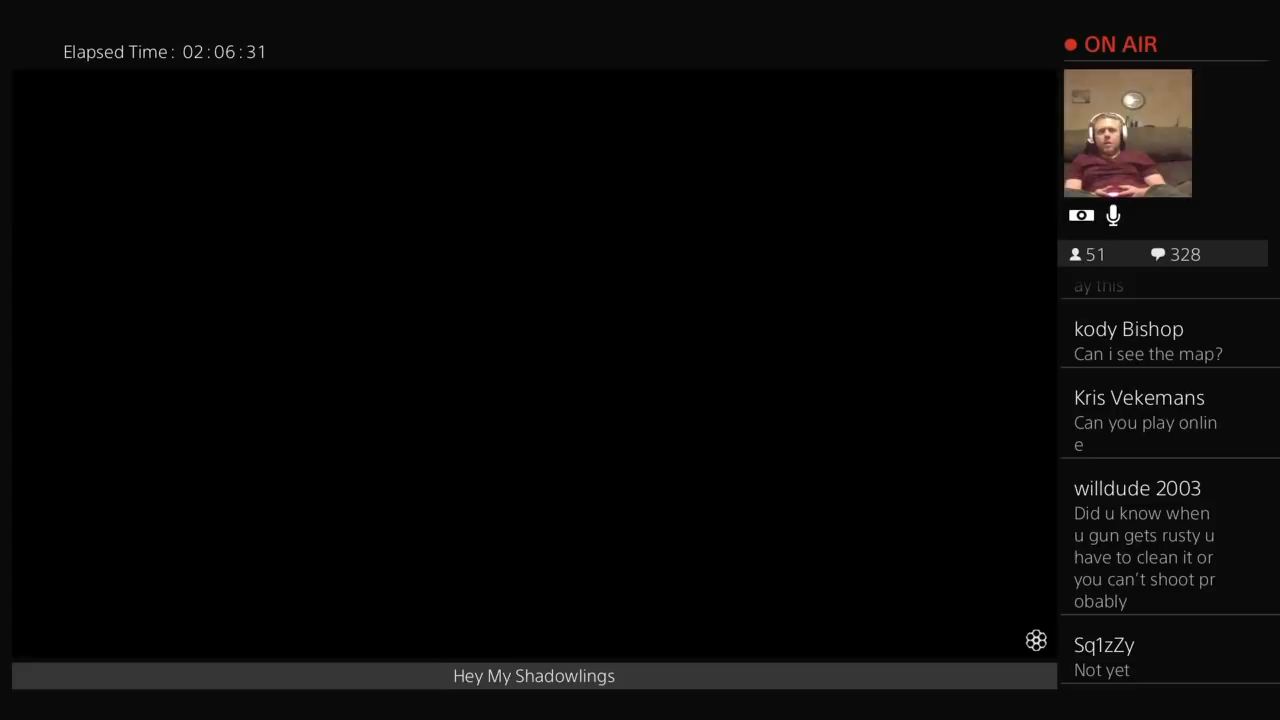 Elapsed Time: 02:06:31
ON AIR
51 328
ay this
kody Bishop
Can i see the map?
Kris Vekemans
Can you play onlin
e
willdude 2003
Did u know when
u gun gets rusty u
have to clean it or
you can't shoot pr
obably
Sq1zZy
Not yet
Hey My Shadowlings